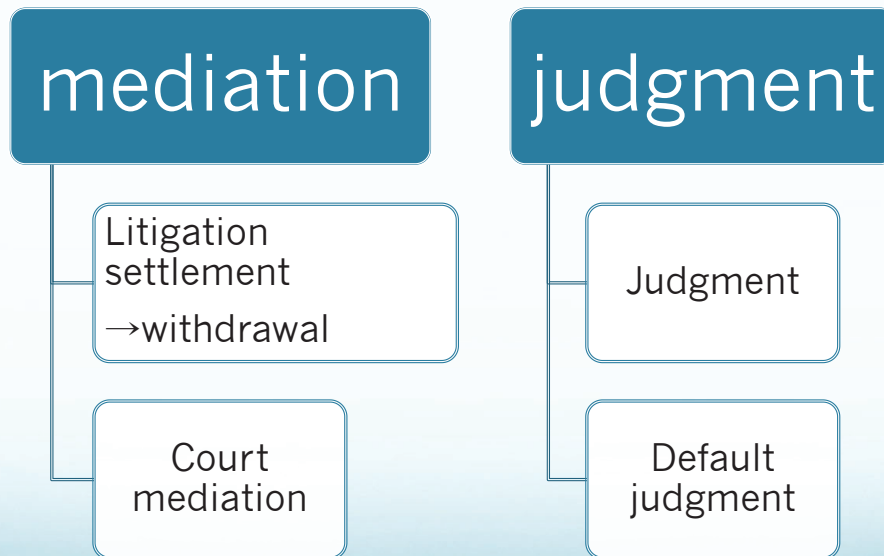 mediation
Litigation
settlement
→withdrawal
Court
mediation
judgment
Judgment
Default
judgment